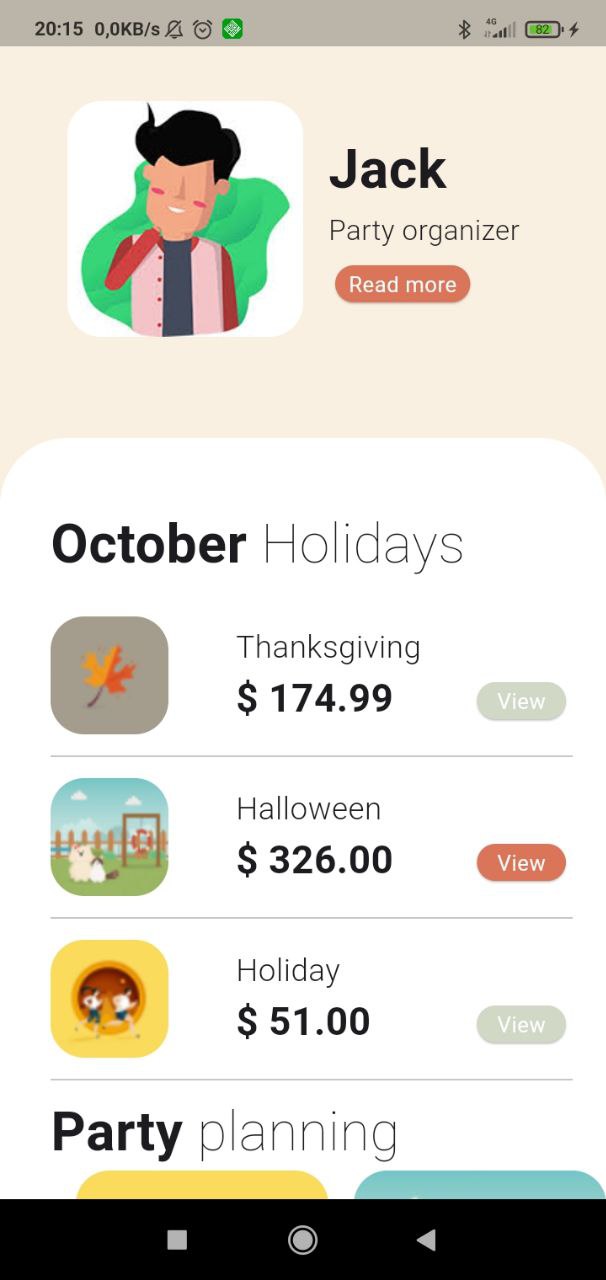 20:15 0,0KB/s 4G 82
Jack
Party organizer
Read more
October Holidays
Thanksgiving
$ 174.99
View
Halloween
$ 326.00
View
Holiday
$ 51.00
View
Party planning